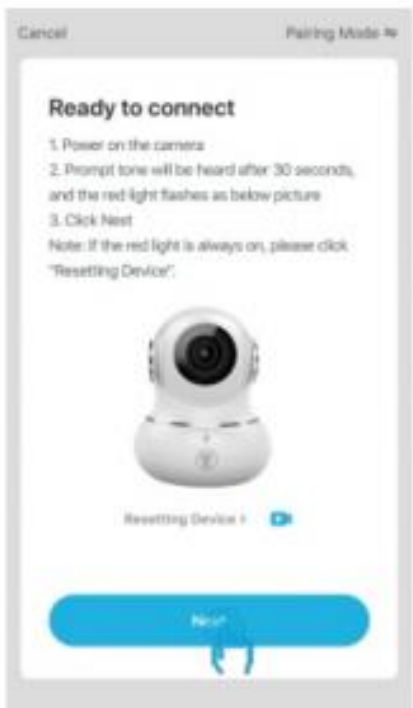 Cancel
Pairing Mode
Ready to connect
1. Power on the camera
2. Prompt tone will be heard after 30 seconds,
and the red light flashes as below picture
3. Click Next
Note: If the red light is always on, please click
"Resetting Device".
Resetting Device >
Next